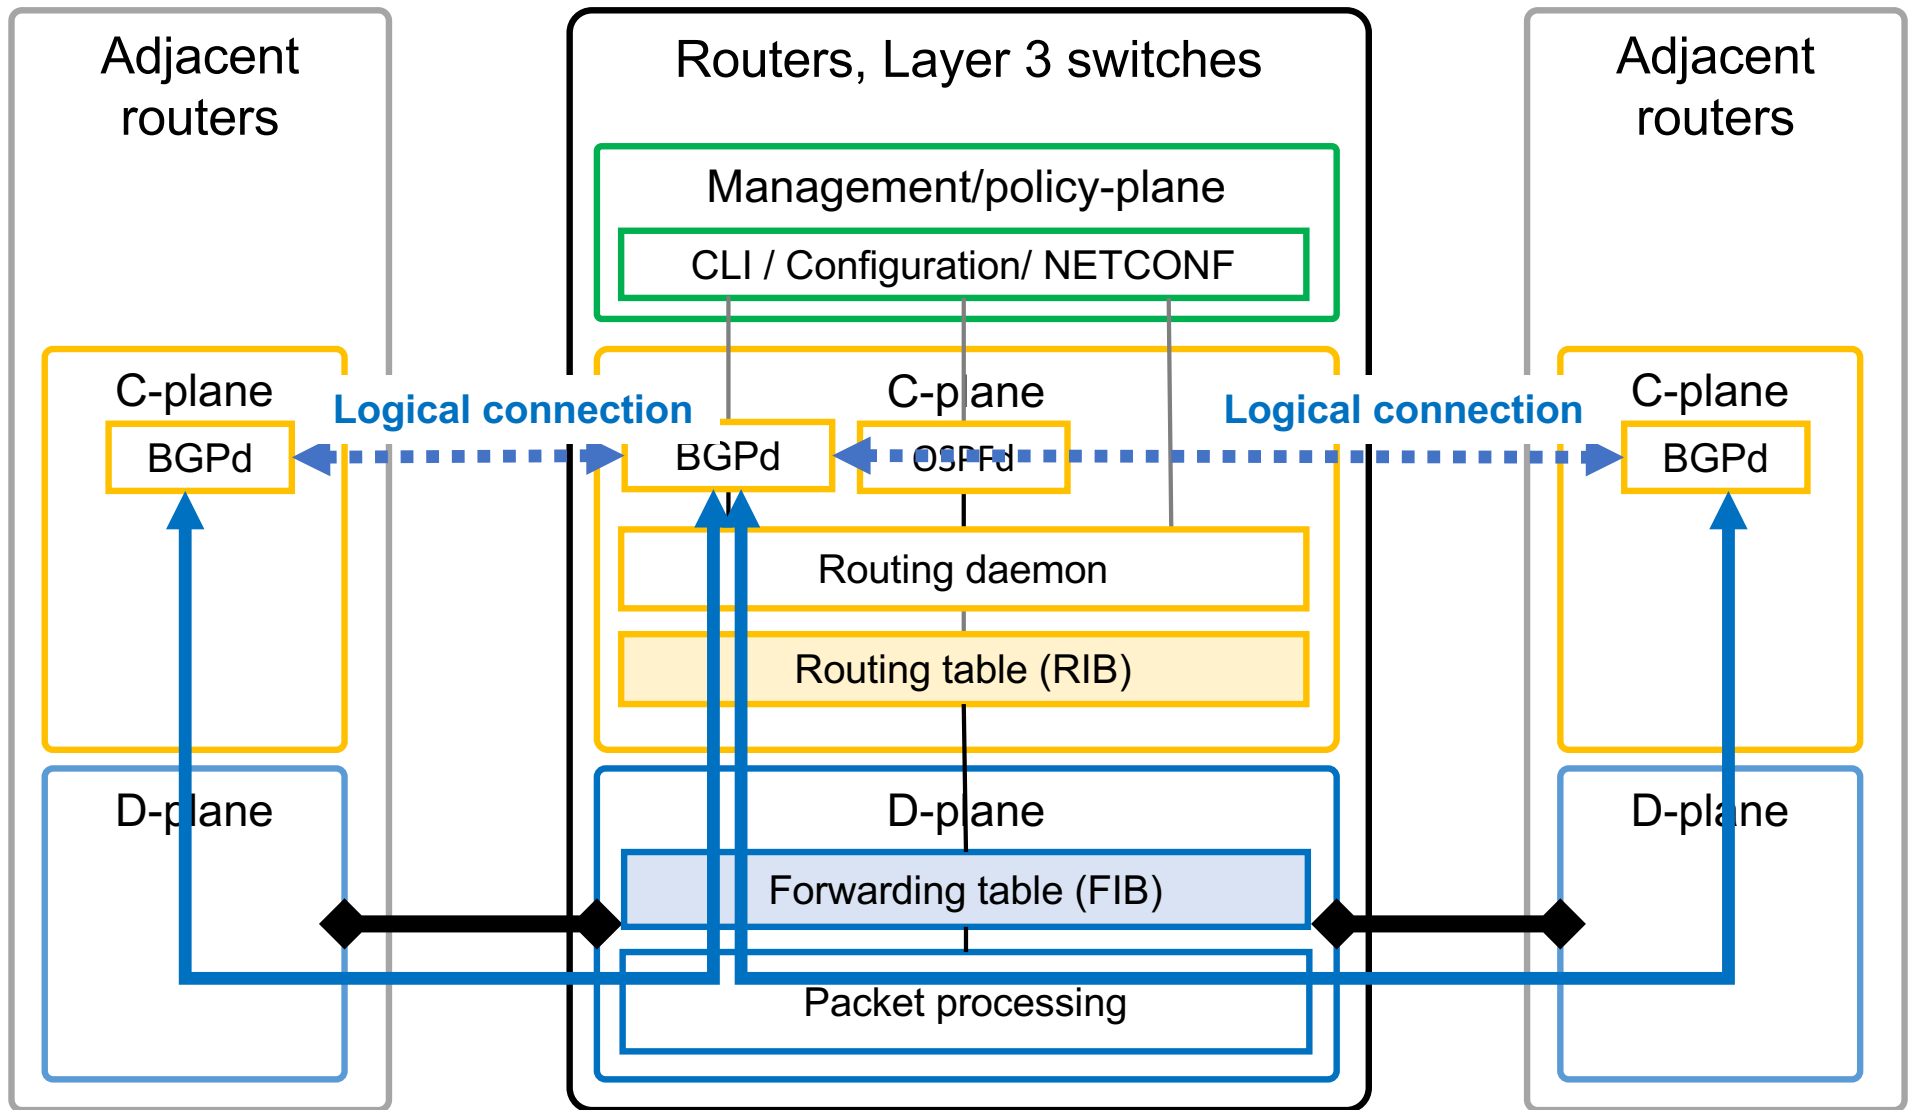 Adjacent
routers
Routers, Layer 3 switches
Adjacent
routers
Management/policy-plane
CLI / Configuration/ NETCONF
C-plane
Logical connection
C-plane
Logical connection
C-plane
BGPd
BGPd
OSPFd
BGPd
Routing daemon
Routing table (RIB)
D-plane
D-plane
D-plane
Forwarding table (FIB)
Packet processing